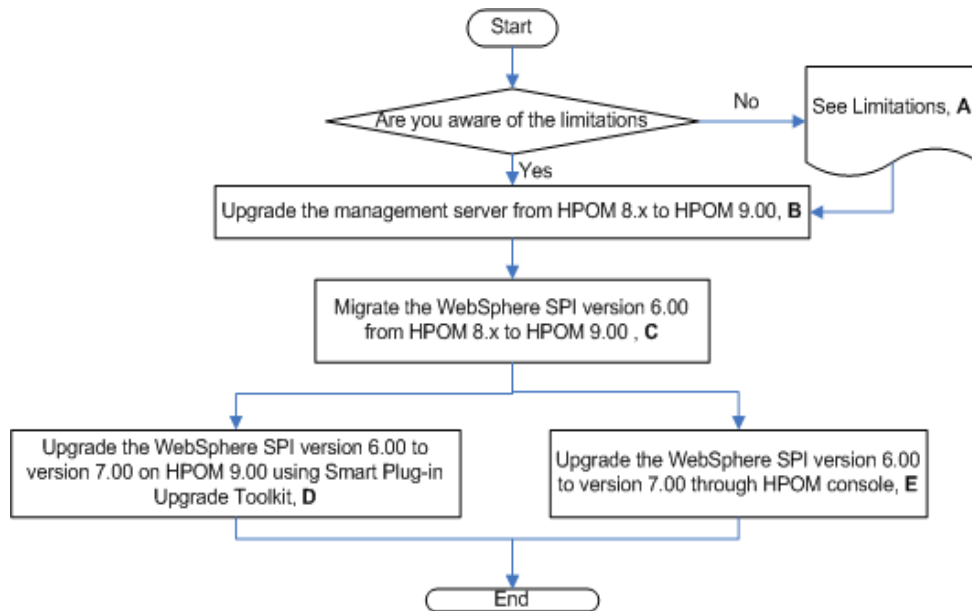 Start
Are you aware of the limitations
No
See Limitations, A
Yes
Upgrade the management server from HPOM 8.x to HPOM 9.00, B
Migrate the WebSphere SPI version 6.00
from HPOM 8.x to HPOM 9.00 , C
Upgrade the WebSphere SPI version 6.00 to
version 7.00 on HPOM 9.00 using Smart Plug-in
Upgrade Toolkit, D
Upgrade the WebSphere SPI version 6.00
to version 7.00 through HPOM console, E
End